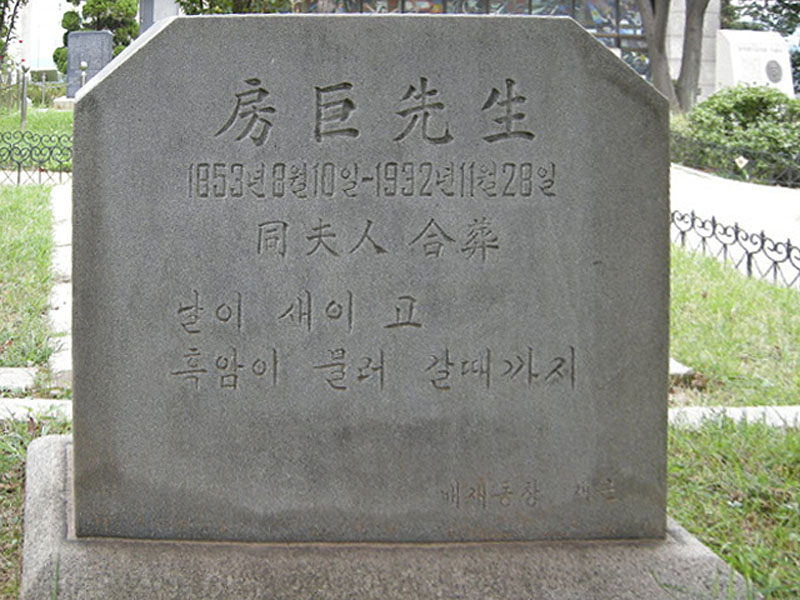 房巨先生
1853년8월10일-1932년11월28일
同夫人 合葬
날이 새이 고
흑암이 물러 갈때까지
배재동창